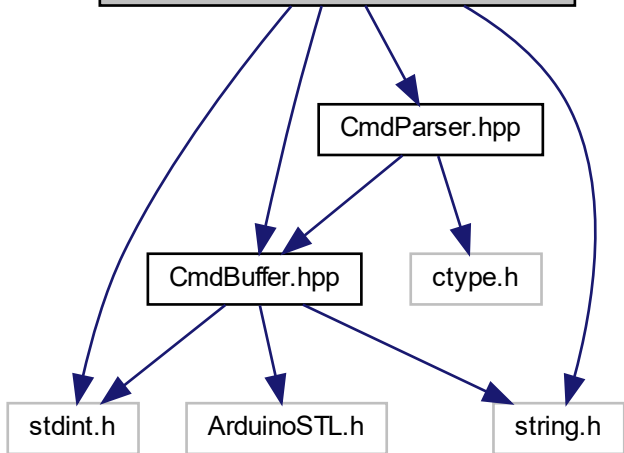 CmdParser.hpp
CmdBuffer.hpp
ctype.h
stdint.h
ArduinoSTL.h
string.h